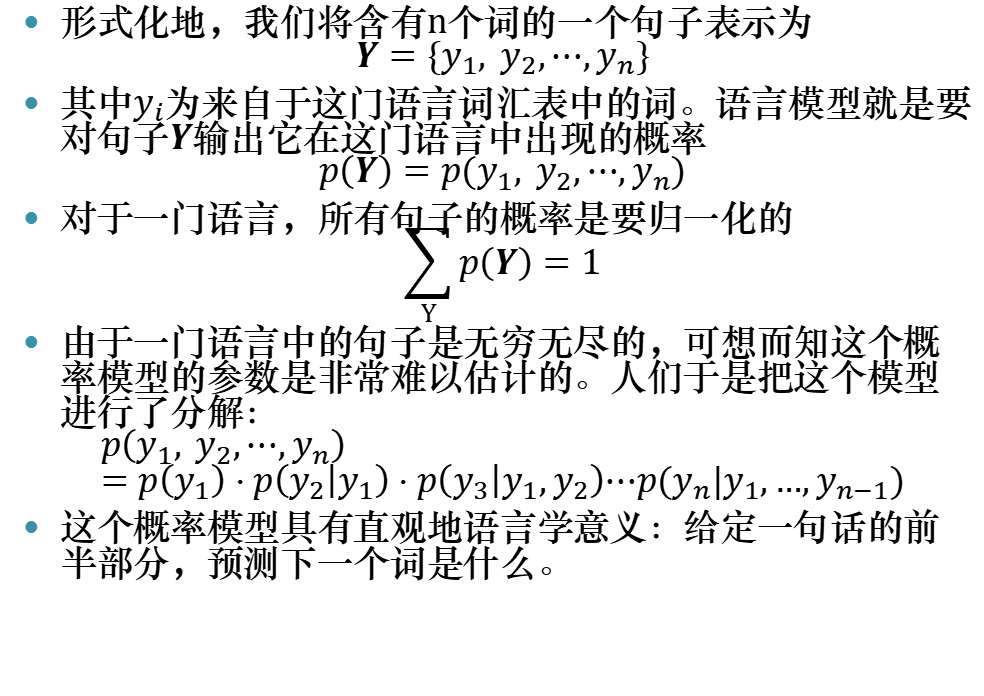 • 形式化地，我们将含有n个词的一个句子表示为
Y = {y₁, y₂,⋯,yₙ}
• 其中yᵢ为来自于这门语言词汇表中的词。语言模型就是要
对句子Y输出它在这门语言中出现的概率
p(Y) = p(y₁, y₂,⋯,yₙ)
• 对于一门语言，所有句子的概率是要归一化的
∑ p(Y) = 1
Y
• 由于一门语言中的句子是无穷无尽的，可想而知这个概
率模型的参数是非常难以估计的。人们于是把这个模型
进行了分解：
p(y₁, y₂,⋯,yₙ)
= p(y₁) · p(y₂|y₁) · p(y₃|y₁,y₂)⋯p(yₙ|y₁,…,yₙ₋₁)
• 这个概率模型具有直观地语言学意义：给定一句话的前
半部分，预测下一个词是什么。